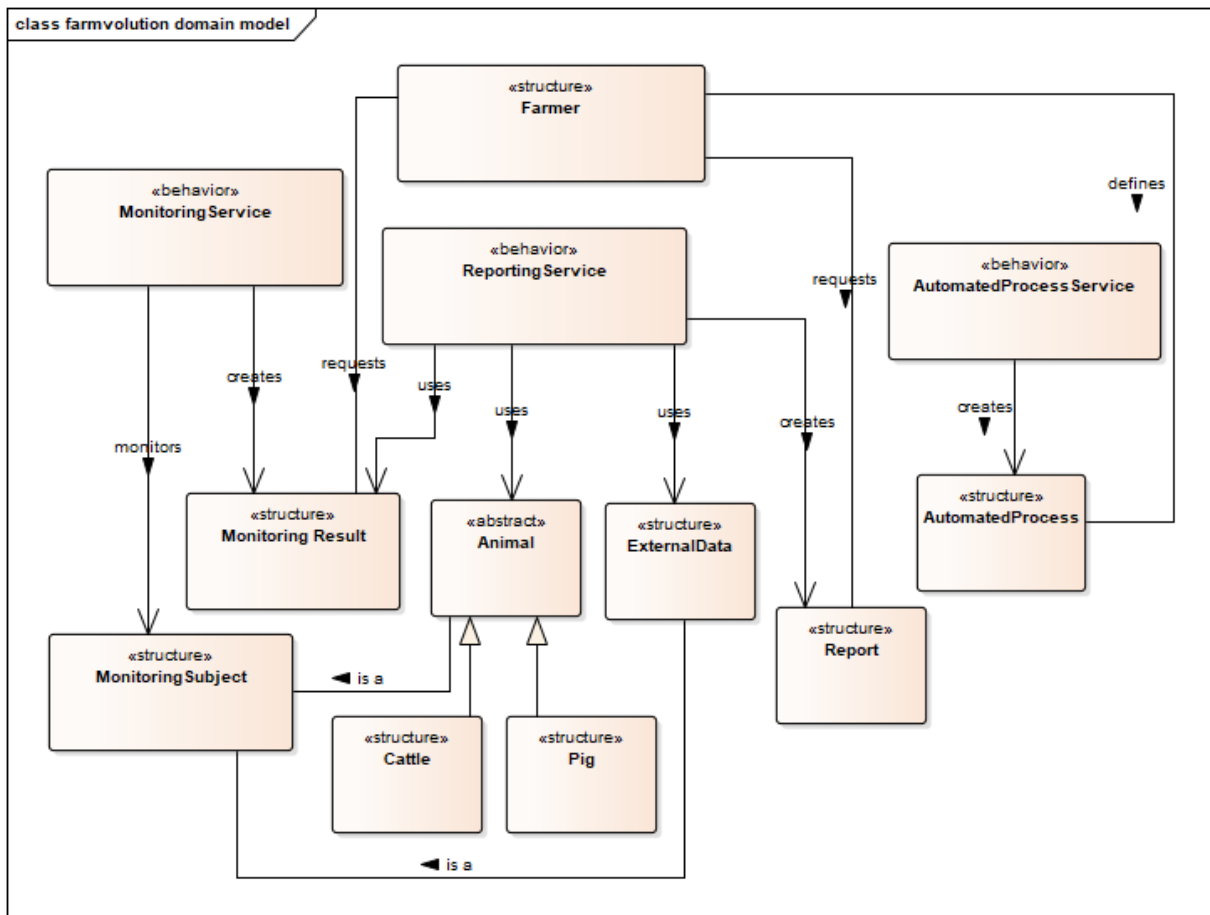 class farmvolution domain model
«structure»
Farmer
«behavior»
MonitoringService
defines
«behavior»
ReportingService
«behavior»
AutomatedProcessService
requests
creates
requests
uses
uses
uses
creates
creates
monitors
«structure»
Monitoring Result
«abstract»
Animal
«structure»
ExternalData
«structure»
AutomatedProcess
«structure»
MonitoringSubject
«structure»
Report
is a
«structure»
Cattle
«structure»
Pig
is a